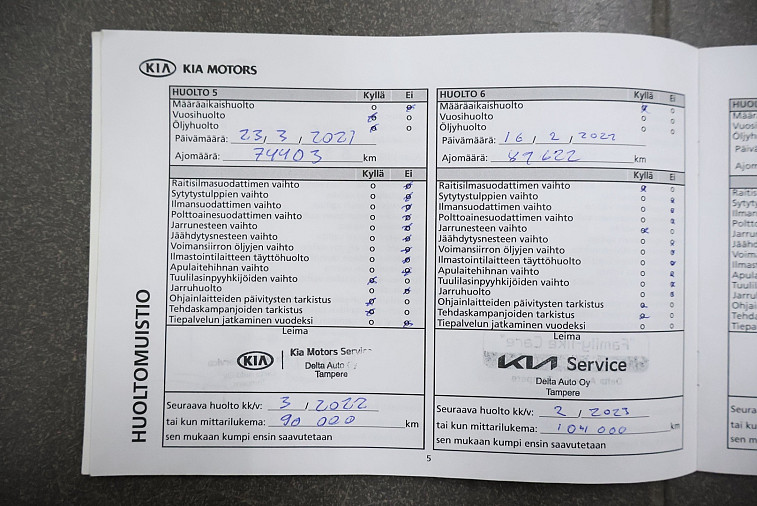 KIA KIA MOTORS
HUOLTO 5 Kyllä Ei
Määräaikaishuolto o o
Vuosihuolto o o
Öljyhuolto o o
Päivämäärä: 23, 3, 2021
Ajomäärä: 74403 km
Kyllä Ei
Raitisilmasuodattimen vaihto o o
Sytytystulppien vaihto o o
Ilmansuodattimen vaihto o o
Polttoainesuodattimen vaihto o o
Jarrunesteen vaihto o o
Jäähdytysnesteen vaihto o o
Voimansiirron öljyjen vaihto o o
Ilmastointilaitteen täyttöhuolto o o
Apulaitehihnan vaihto o o
Tuulilasinpyyhkijöiden vaihto o o
Jarruhuolto o o
Ohjainlaitteiden päivitysten tarkistus o o
Tehdaskampanjoiden tarkistus o o
Tiepalvelun jatkaminen vuodeksi o o
Leima
KIA Kia Motors Service
Delta Auto Oy
Tampere
Seuraava huolto kk/v: 3 / 2022
tai kun mittarilukema: 90 000 km
sen mukaan kumpi ensin saavutetaan
HUOLTO 6 Kyllä Ei
Määräaikaishuolto o o
Vuosihuolto o o
Öljyhuolto o o
Päivämäärä: 16, 2, 2022
Ajomäärä: 87622 km
Kyllä Ei
Raitisilmasuodattimen vaihto o o
Sytytystulppien vaihto o o
Ilmansuodattimen vaihto o o
Polttoainesuodattimen vaihto o o
Jarrunesteen vaihto o o
Jäähdytysnesteen vaihto o o
Voimansiirron öljyjen vaihto o o
Ilmastointilaitteen täyttöhuolto o o
Apulaitehihnan vaihto o o
Tuulilasinpyyhkijöiden vaihto o o
Jarruhuolto o o
Ohjainlaitteiden päivitysten tarkistus o o
Tehdaskampanjoiden tarkistus o o
Tiepalvelun jatkaminen vuodeksi o o
Leima
KIA Service
Delta Auto Oy
Tampere
Seuraava huolto kk/v: 2 / 2023
tai kun mittarilukema: 104 000 km
sen mukaan kumpi ensin saavutetaan
HUOLTOMUISTIO
5